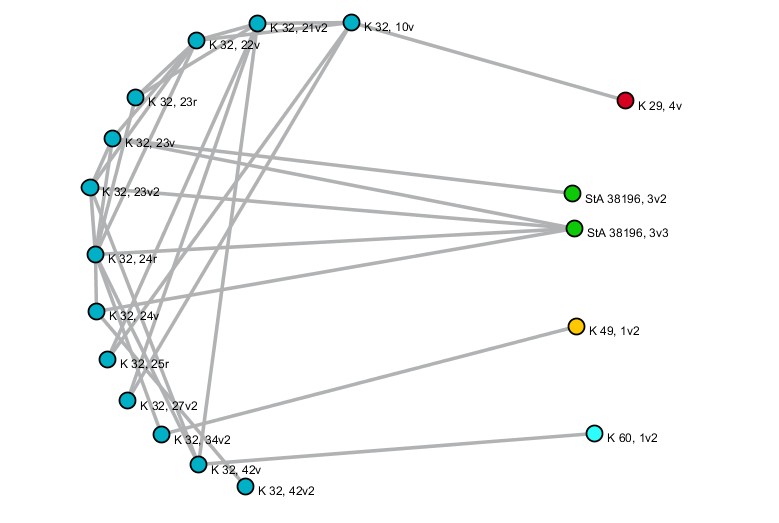 K 32, 21v2
K 32, 10v
K 32, 22v
K 32, 23r
K 29, 4v
K 32, 23v
K 32, 23v2
StA 38196, 3v2
StA 38196, 3v3
K 32, 24r
K 32, 24v
K 49, 1v2
K 32, 25r
K 32, 27v2
K 32, 34v2
K 60, 1v2
K 32, 42v
K 32, 42v2